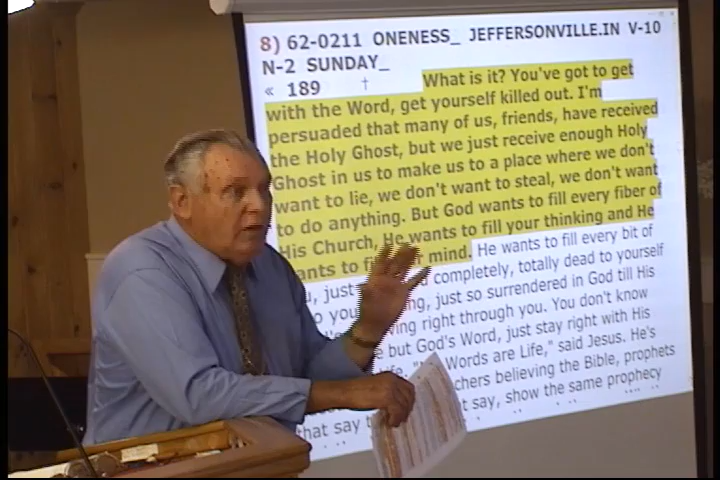 8) 62-0211 ONENESS_ JEFFERSONVILLE.IN V-10
N-2 SUNDAY_
« 189 † What is it? You've got to get
with the Word, get yourself killed out. I'm
persuaded that many of us, friends, have received
the Holy Ghost, but we just receive enough Holy
Ghost in us to make us to a place where we don't
want to lie, we don't want to steal, we don't want
to do anything. But God wants to fill every fiber of
His Church, He wants to fill your thinking and He
ants to mind. He wants to fill every bit of
just completely, totally dead to yourself
just so surrendered in God till His
right through you. You don't know
but God's Word, just stay right with His
Words are Life," said Jesus. He's
believing the Bible, prophets
that say t say, show the same prophecy